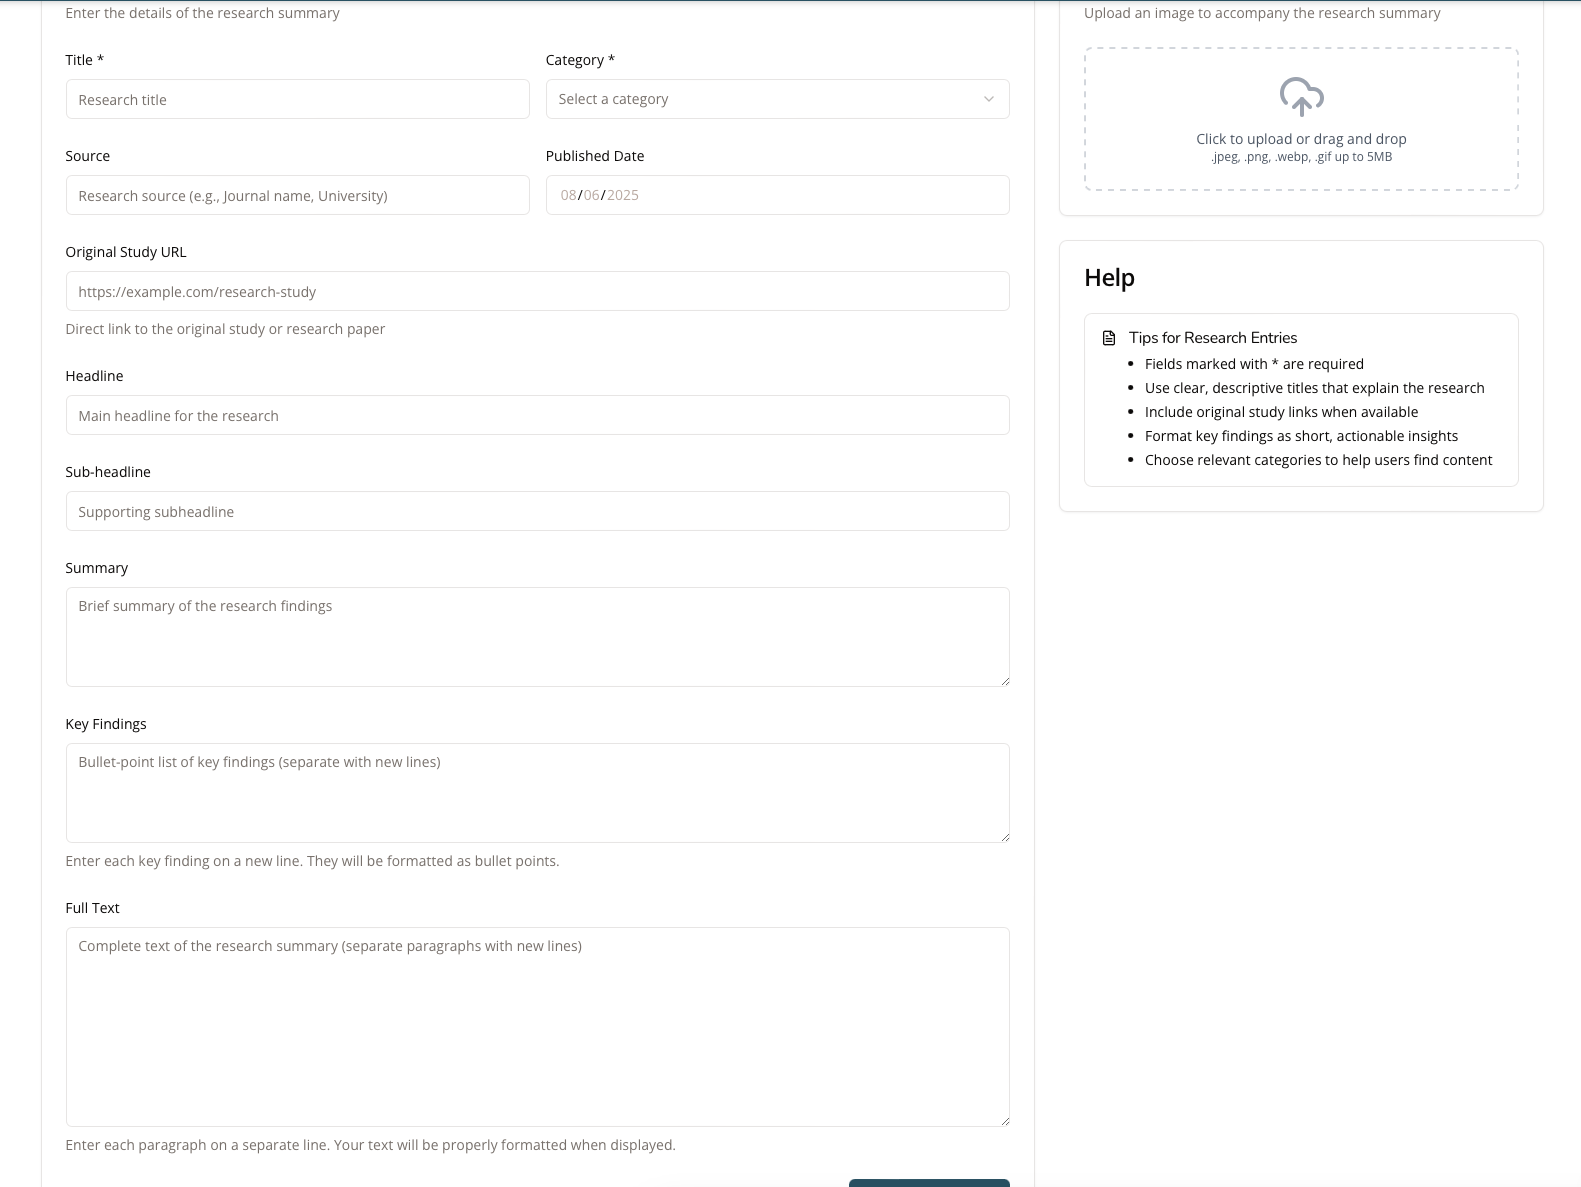 Enter the details of the research summary
Title *
Category *
Research title
Select a category
Source
Published Date
Research source (e.g., Journal name, University)
08/06/2025
Original Study URL
https://example.com/research-study
Direct link to the original study or research paper
Headline
Main headline for the research
Sub-headline
Supporting subheadline
Summary
Brief summary of the research findings
Key Findings
Bullet-point list of key findings (separate with new lines)
Enter each key finding on a new line. They will be formatted as bullet points.
Full Text
Complete text of the research summary (separate paragraphs with new lines)
Enter each paragraph on a separate line. Your text will be properly formatted when displayed.
Upload an image to accompany the research summary
Click to upload or drag and drop
.jpeg, .png, .webp, .gif up to 5MB
Help
Tips for Research Entries
• Fields marked with * are required
• Use clear, descriptive titles that explain the research
• Include original study links when available
• Format key findings as short, actionable insights
• Choose relevant categories to help users find content